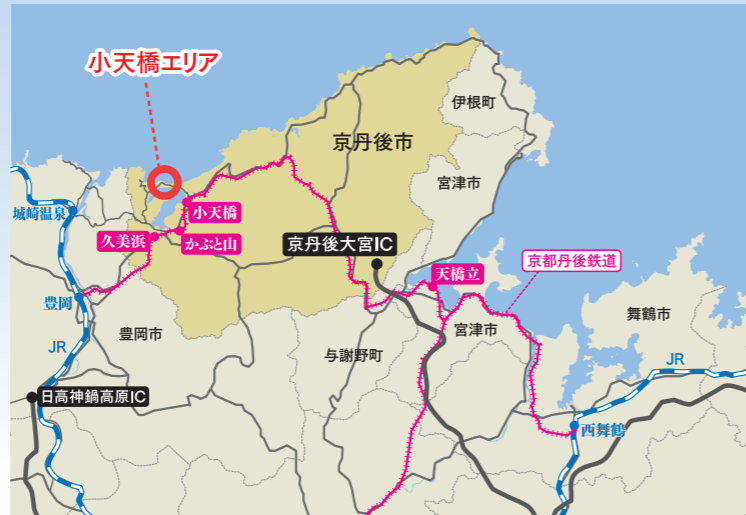 小天橋エリア
伊根町
京丹後市
宮津市
城崎温泉
小天橋
久美浜
かぶと山
京丹後大宮IC
京都丹後鉄道
天橋立
豊岡
豊岡市
宮津市
舞鶴市
与謝野町
JR
JR
日高神鍋高原IC
西舞鶴